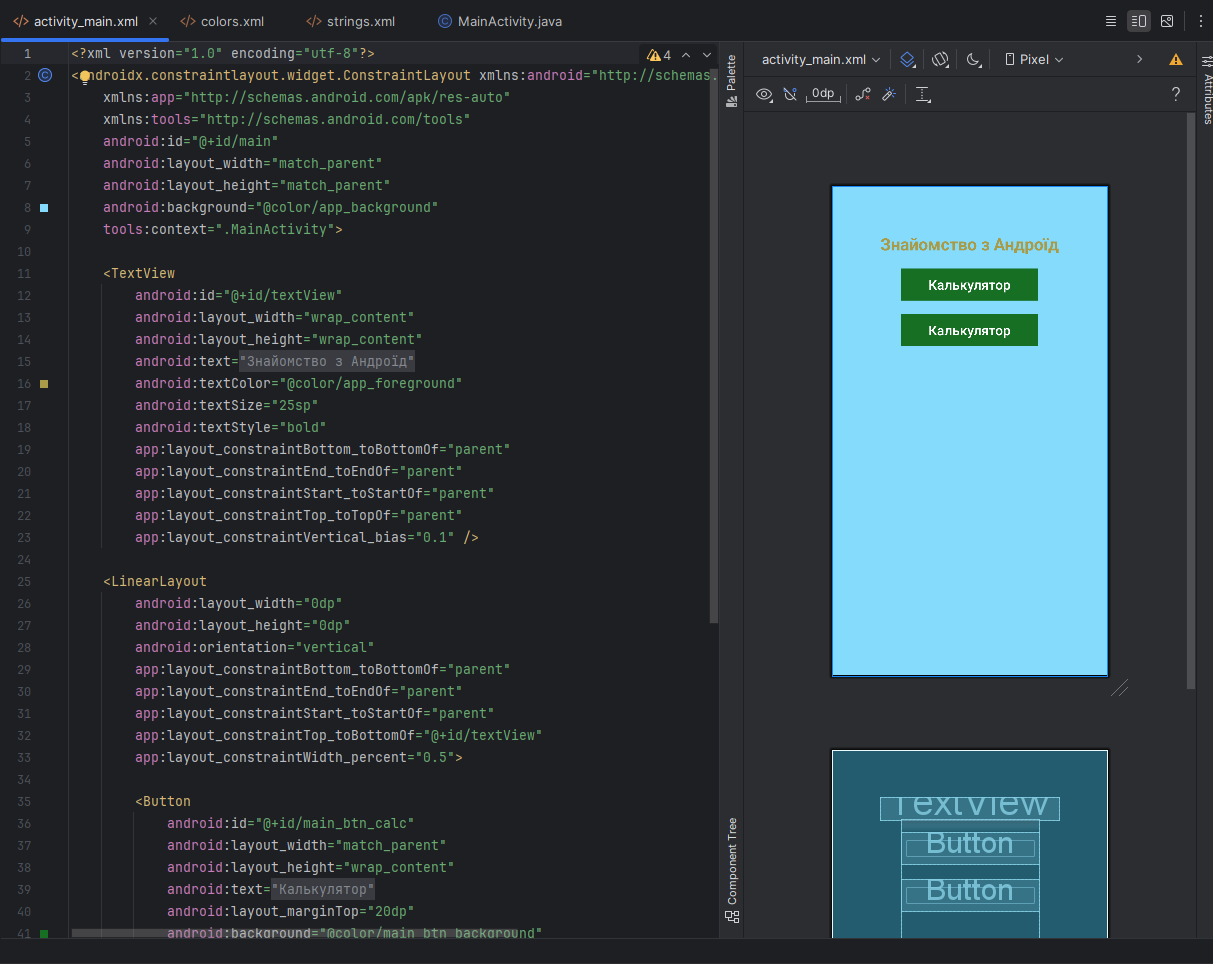 activity_main.xml
colors.xml
strings.xml
MainActivity.java
4
1 <?xml version="1.0" encoding="utf-8"?>
2 <androidx.constraintlayout.widget.ConstraintLayout xmlns:android="http://schemas.
3 xmlns:app="http://schemas.android.com/apk/res-auto"
4 xmlns:tools="http://schemas.android.com/tools"
5 android:id="@+id/main"
6 android:layout_width="match_parent"
7 android:layout_height="match_parent"
8 android:background="@color/app_background"
9 tools:context=".MainActivity">
10
11 <TextView
12 android:id="@+id/textView"
13 android:layout_width="wrap_content"
14 android:layout_height="wrap_content"
15 android:text="Знайомство з Андроїд"
16 android:textColor="@color/app_foreground"
17 android:textSize="25sp"
18 android:textStyle="bold"
19 app:layout_constraintBottom_toBottomOf="parent"
20 app:layout_constraintEnd_toEndOf="parent"
21 app:layout_constraintStart_toStartOf="parent"
22 app:layout_constraintTop_toTopOf="parent"
23 app:layout_constraintVertical_bias="0.1" />
24
25 <LinearLayout
26 android:layout_width="0dp"
27 android:layout_height="0dp"
28 android:orientation="vertical"
29 app:layout_constraintBottom_toBottomOf="parent"
30 app:layout_constraintEnd_toEndOf="parent"
31 app:layout_constraintStart_toStartOf="parent"
32 app:layout_constraintTop_toBottomOf="@+id/textView"
33 app:layout_constraintWidth_percent="0.5">
34
35 <Button
36 android:id="@+id/main_btn_calc"
37 android:layout_width="match_parent"
38 android:layout_height="wrap_content"
39 android:text="Калькулятор"
40 android:layout_marginTop="20dp"
41 android:background="@color/main_btn_background"
Palette
Component Tree
activity_main.xml
Pixel
0dp
?
Attributes
Знайомство з Андроїд
Калькулятор
Калькулятор
TextView
Button
Button